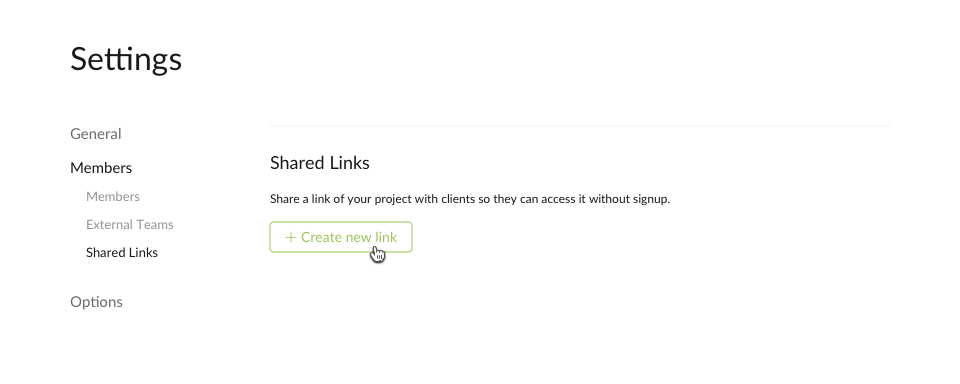 Settings
General
Members
Members
External Teams
Shared Links
Options
Shared Links
Share a link of your project with clients so they can access it without signup.
+ Create new link